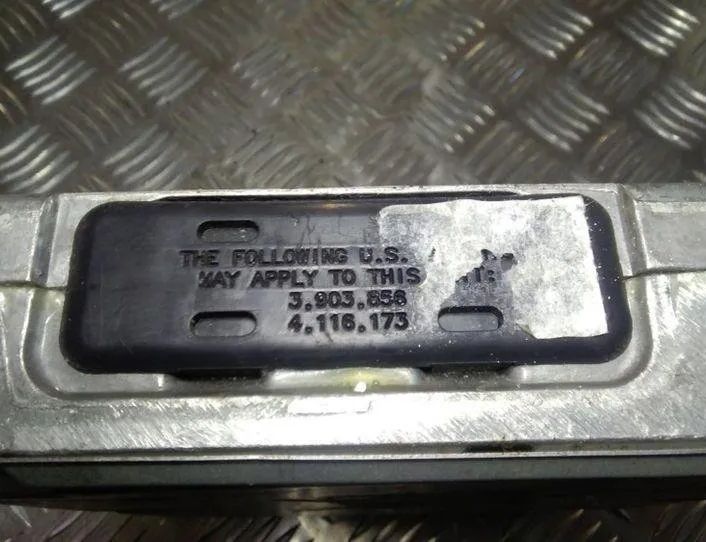 THE FOLLOWING U.S.
MAY APPLY TO THIS
3.903.856
4.116.173